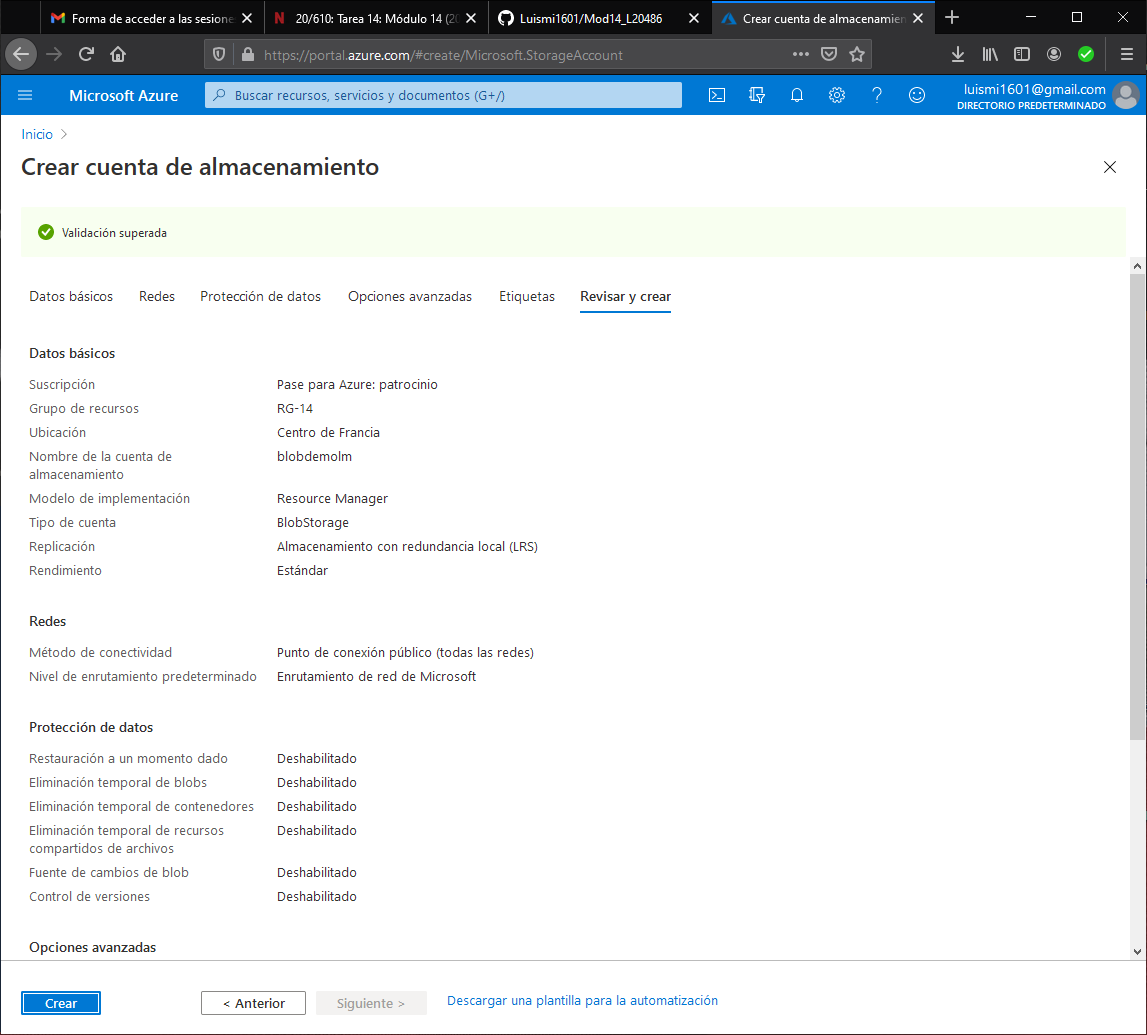 Forma de acceder a las sesione
20/610: Tarea 14: Módulo 14 (20
Luismi1601/Mod14_L20486
Crear cuenta de almacenamien
https://portal.azure.com/#create/Microsoft.StorageAccount
Microsoft Azure
Buscar recursos, servicios y documentos (G+/)
luismi1601@gmail.com
DIRECTORIO PREDETERMINADO
Inicio >
Crear cuenta de almacenamiento
Validación superada
Datos básicos Redes Protección de datos Opciones avanzadas Etiquetas Revisar y crear
Datos básicos
Suscripción Pase para Azure: patrocinio
Grupo de recursos RG-14
Ubicación Centro de Francia
Nombre de la cuenta de blobdemolm
almacenamiento
Modelo de implementación Resource Manager
Tipo de cuenta BlobStorage
Replicación Almacenamiento con redundancia local (LRS)
Rendimiento Estándar
Redes
Método de conectividad Punto de conexión público (todas las redes)
Nivel de enrutamiento predeterminado Enrutamiento de red de Microsoft
Protección de datos
Restauración a un momento dado Deshabilitado
Eliminación temporal de blobs Deshabilitado
Eliminación temporal de contenedores Deshabilitado
Eliminación temporal de recursos Deshabilitado
compartidos de archivos
Fuente de cambios de blob Deshabilitado
Control de versiones Deshabilitado
Opciones avanzadas
Crear < Anterior Siguiente > Descargar una plantilla para la automatización